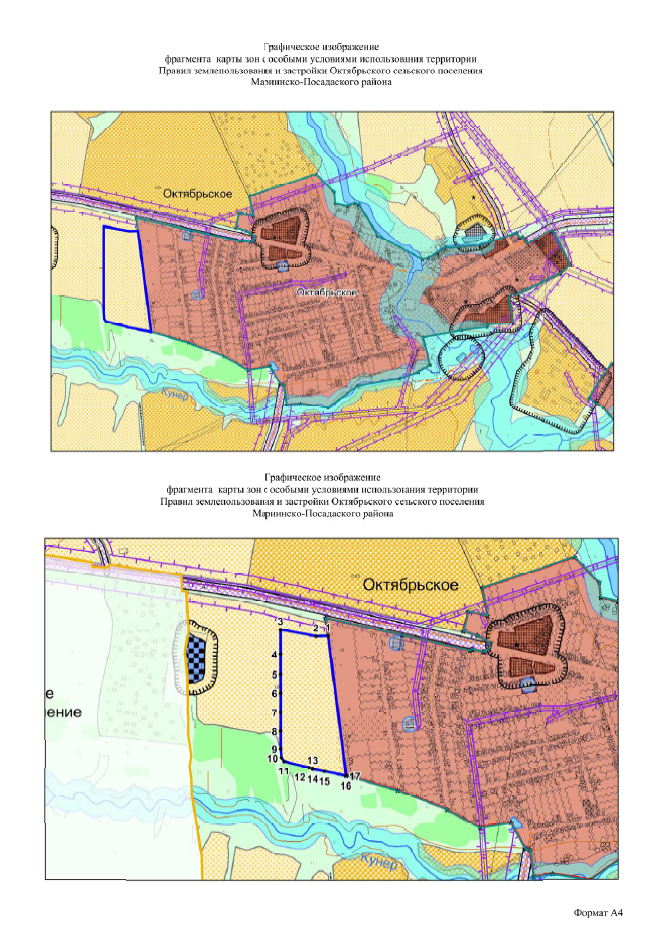 Графическое изображение
фрагмента карты зон с особыми условиями использования территории
Правил землепользования и застройки Октябрьского сельского поселения
Мариинско-Посадаского района
Октябрьское
Октябрьское
Кунер
Графическое изображение
фрагмента карты зон с особыми условиями использования территории
Правил землепользования и застройки Октябрьского сельского поселения
Мариинско-Посадаского района
Октябрьское
3
2 1
4
5
6
е
7
ление
8
9
10 13
11
12 14 15 17
16
Кунер
Формат А4